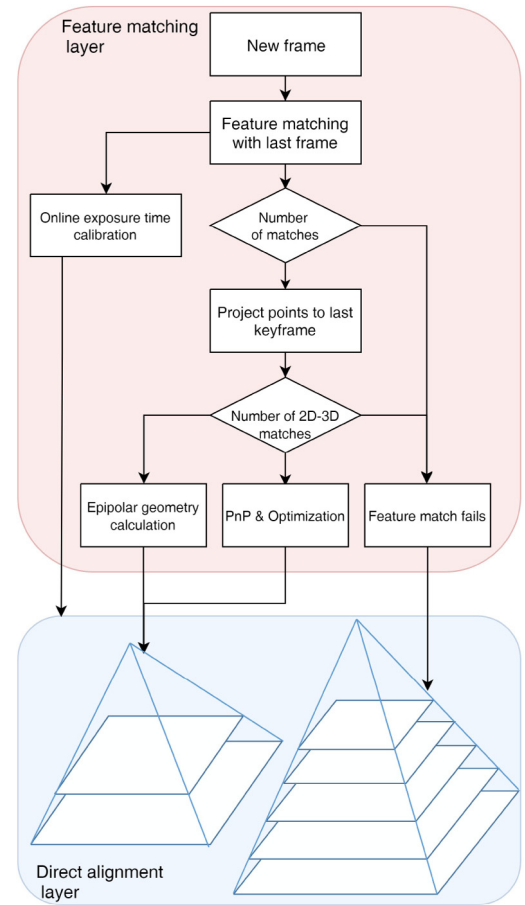 Feature matching
layer
New frame
Feature matching
with last frame
Online exposure time
calibration
Number
of matches
Project points to last
keyframe
Number of 2D-3D
matches
Epipolar geometry
calculation
PnP & Optimization
Feature match fails
Direct alignment
layer